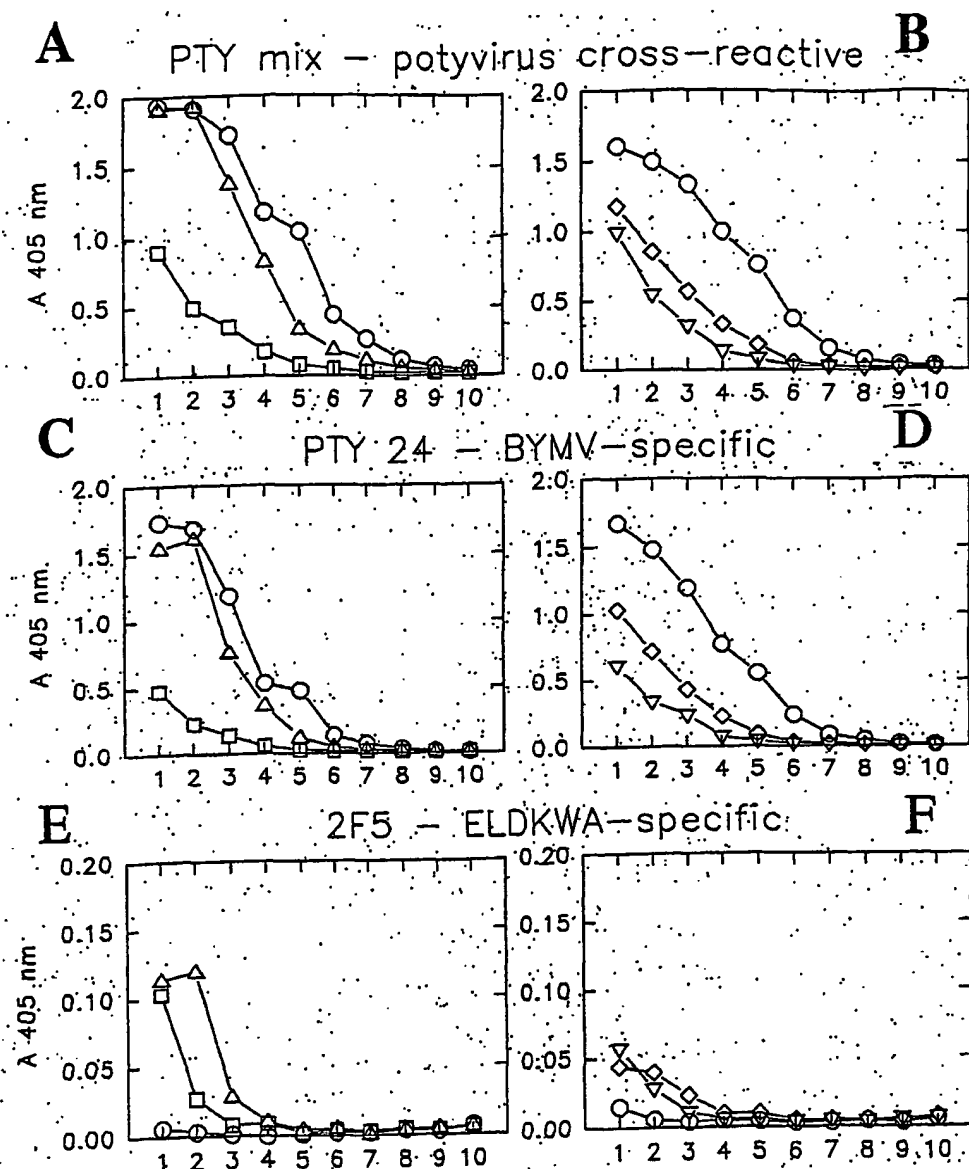 A
B
PTY mix – potyvirus cross–reactive
2.0
1.5
1.0
0.5
0.0
A 405 nm
1 2 3 4 5 6 7 8 9 10
2.0
1.5
1.0
0.5
0.0
1 2 3 4 5 6 7 8 9 10
C
D
PTY 24 – BYMV–specific
2.0
1.5
1.0
0.5
0.0
A 405 nm
1 2 3 4 5 6 7 8 9 10
2.0
1.5
1.0
0.5
0.0
1 2 3 4 5 6 7 8 9 10
E
F
2F5 – ELDKWA–specific
0.20
0.15
0.10
0.05
0.00
A 405 nm
1 2 3 4 5 6 7 8 9 10
0.20
0.15
0.10
0.05
0.00
1 2 3 4 5 6 7 8 9 10